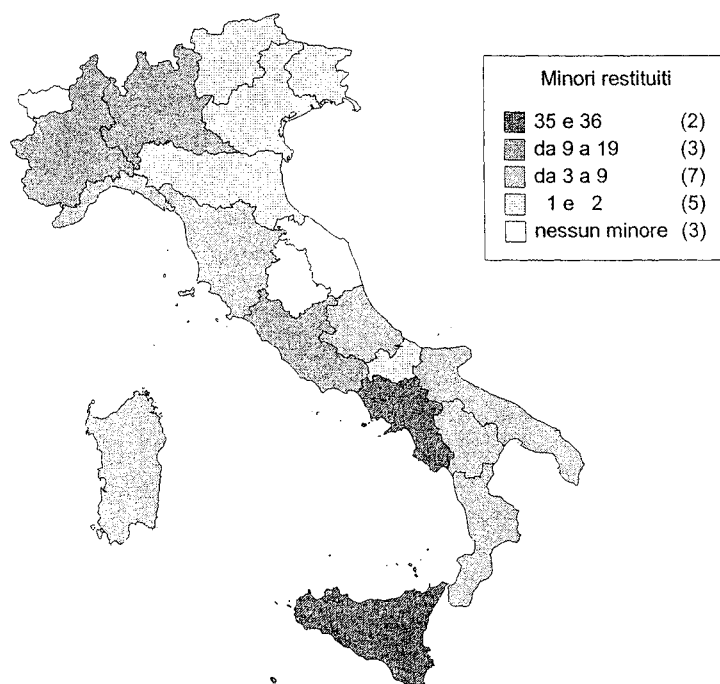 Minori restituiti
35 e 36 (2)
da 9 a 19 (3)
da 3 a 9 (7)
1 e 2 (5)
nessun minore (3)